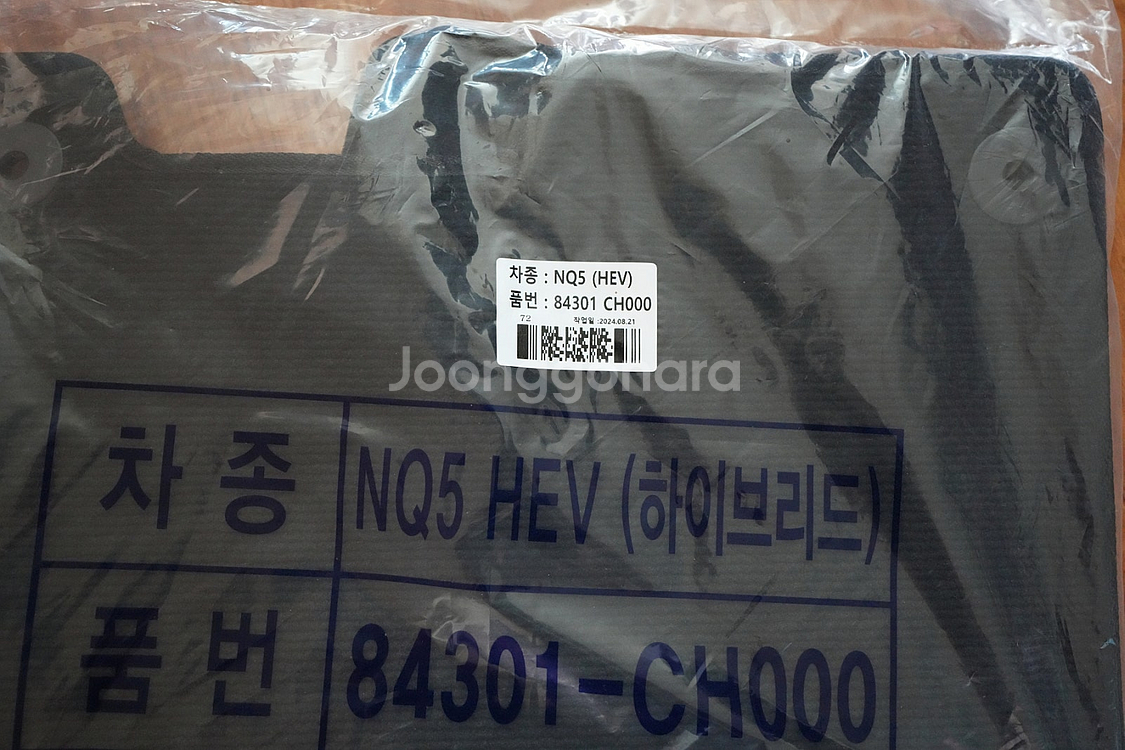 차종 : NQ5 (HEV)
품번 : 84301 CH000
72 작업일 :2024.08.21
Joonggonara
차 종 NQ5 HEV (하이브리드)
품 번 84301-CH000